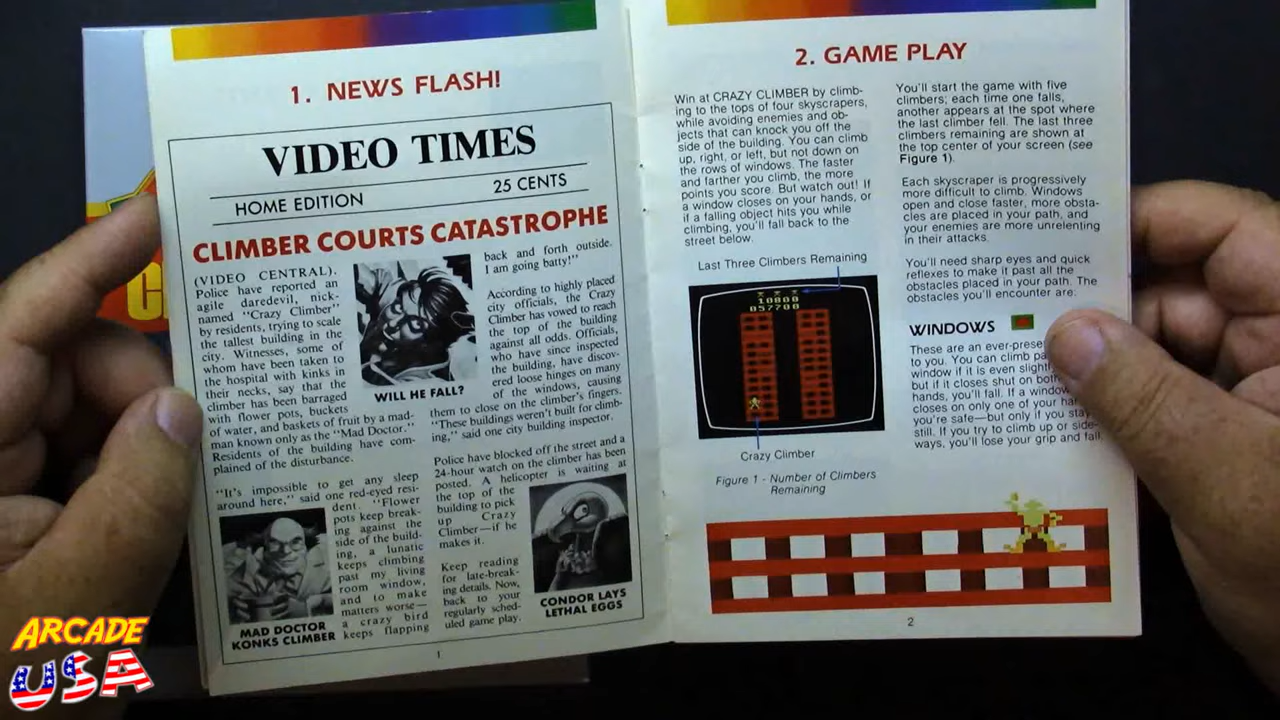 1. NEWS FLASH!
VIDEO TIMES
HOME EDITION
25 CENTS
CLIMBER COURTS CATASTROPHE
(VIDEO CENTRAL).
Police have reported an
agile daredevil, nick-
named "Crazy Climber"
by residents, trying to scale
the tallest building in the
city. Witnesses, some of
whom have been taken to
the hospital with kinks in
their necks, say that the
climber has been barraged
with flower pots, buckets
of water, and baskets of fruit by a mad-
man known only as the "Mad Doctor."
Residents of the building have com-
plained of the disturbance.
"It's impossible to get any sleep
around here," said one red-eyed resi-
dent. "Flower
pots keep break-
ing against the
side of the build-
ing, a lunatic
keeps climbing
past my living
room window,
and to make
matters worse—
a crazy bird
keeps flapping
MAD DOCTOR
KONKS CLIMBER
WILL HE FALL?
back and forth outside.
I am going batty!"
According to highly placed
city officials, the Crazy
Climber has vowed to reach
the top of the building
against all odds. Officials,
who have since inspected
the building, have discov-
ered loose hinges on many
of the windows, causing
them to close on the climber's fingers.
"These buildings weren't built for climb-
ing," said one city building inspector.
Police have blocked off the street and a
24-hour watch on the climber has been
posted. A helicopter is waiting at
the top of the
building to pick
up Crazy
Climber—if he
makes it.
Keep reading
for late-break-
ing details. Now,
back to your
regularly sched-
uled game play.
CONDOR LAYS
LETHAL EGGS
1
2. GAME PLAY
Win at CRAZY CLIMBER by climb-
ing to the tops of four skyscrapers,
while avoiding enemies and ob-
jects that can knock you off the
side of the building. You can climb
up, right, or left, but not down on
the rows of windows. The faster
and farther you climb, the more
points you score. But watch out! If
a window closes on your hands, or
if a falling object hits you while
climbing, you'll fall back to the
street below.
Last Three Climbers Remaining
10800
057700
Crazy Climber
Figure 1 - Number of Climbers
Remaining
You'll start the game with five
climbers; each time one falls,
another appears at the spot where
the last climber fell. The last three
climbers remaining are shown at
the top center of your screen (see
Figure 1).
Each skyscraper is progressively
more difficult to climb. Windows
open and close faster, more obsta-
cles are placed in your path, and
your enemies are more unrelenting
in their attacks.
You'll need sharp eyes and quick
reflexes to make it past all the
obstacles placed in your path. The
obstacles you'll encounter are:
WINDOWS
These are an ever-prese
to you. You can climb pa
window if it is even slight
but if it closes shut on both
hands, you'll fall. If a window
closes on only one of your ha
you're safe—but only if you stay
still. If you try to climb up or side-
ways, you'll lose your grip and fall.
2
ARCADE
USA